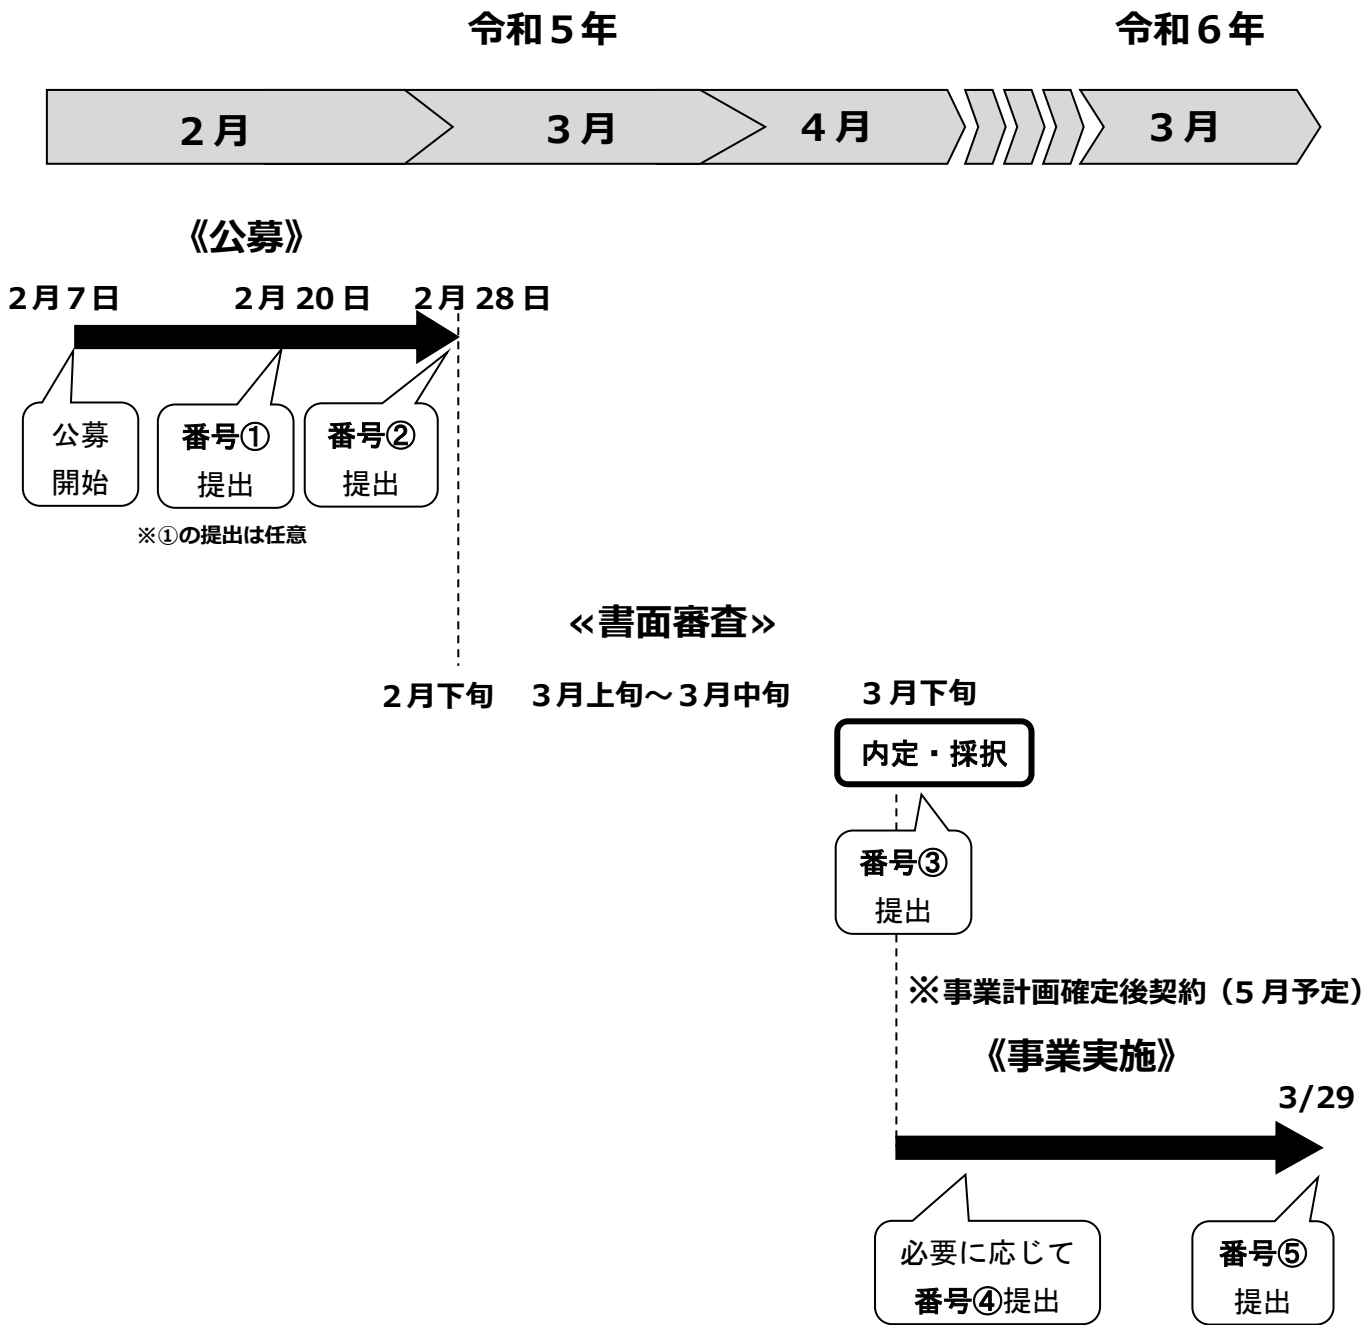 令和５年
令和６年
２月
３月
４月
３月
《公募》
２月７日
２月 20 日
２月 28 日
公募
開始
番号①
提出
番号②
提出
※①の提出は任意
≪書面審査≫
２月下旬
３月上旬～３月中旬
３月下旬
内定・採択
番号③
提出
※事業計画確定後契約（5 月予定）
《事業実施》
3/29
必要に応じて
番号④提出
番号⑤
提出